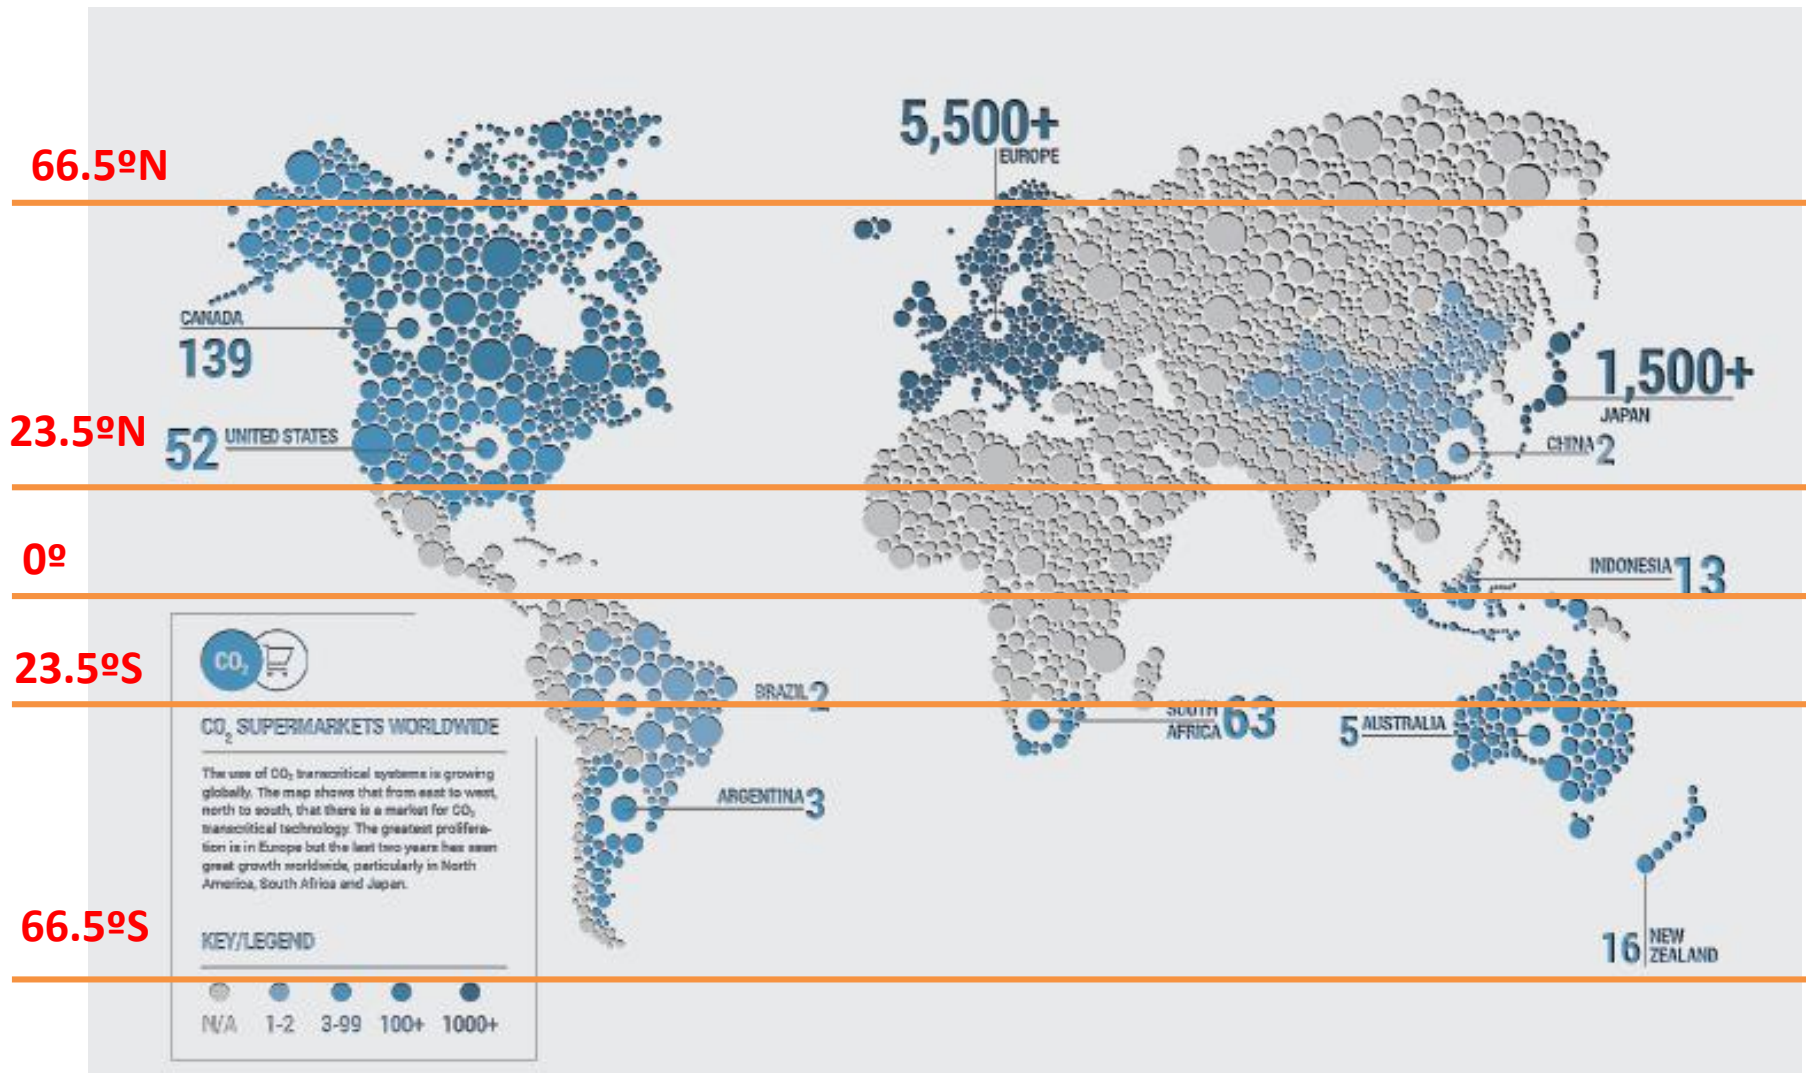 5,500+
EUROPE
66.5ºN
CANADA
139
1,500+
JAPAN
23.5ºN
52 UNITED STATES
CHINA 2
0º
INDONESIA 13
CO₂
23.5ºS
BRAZIL 2
SOUTH
AFRICA 63
5 AUSTRALIA
CO₂ SUPERMARKETS WORLDWIDE
The use of CO₂ transcritical systems is growing
globally. The map shows that from east to west,
north to south, that there is a market for CO₂
transcritical technology. The greatest prolifera-
tion is in Europe but the last two years has seen
great growth worldwide, particularly in North
America, South Africa and Japan.
ARGENTINA 3
66.5ºS
KEY/LEGEND
16 NEW
ZEALAND
N/A 1-2 3-99 100+ 1000+